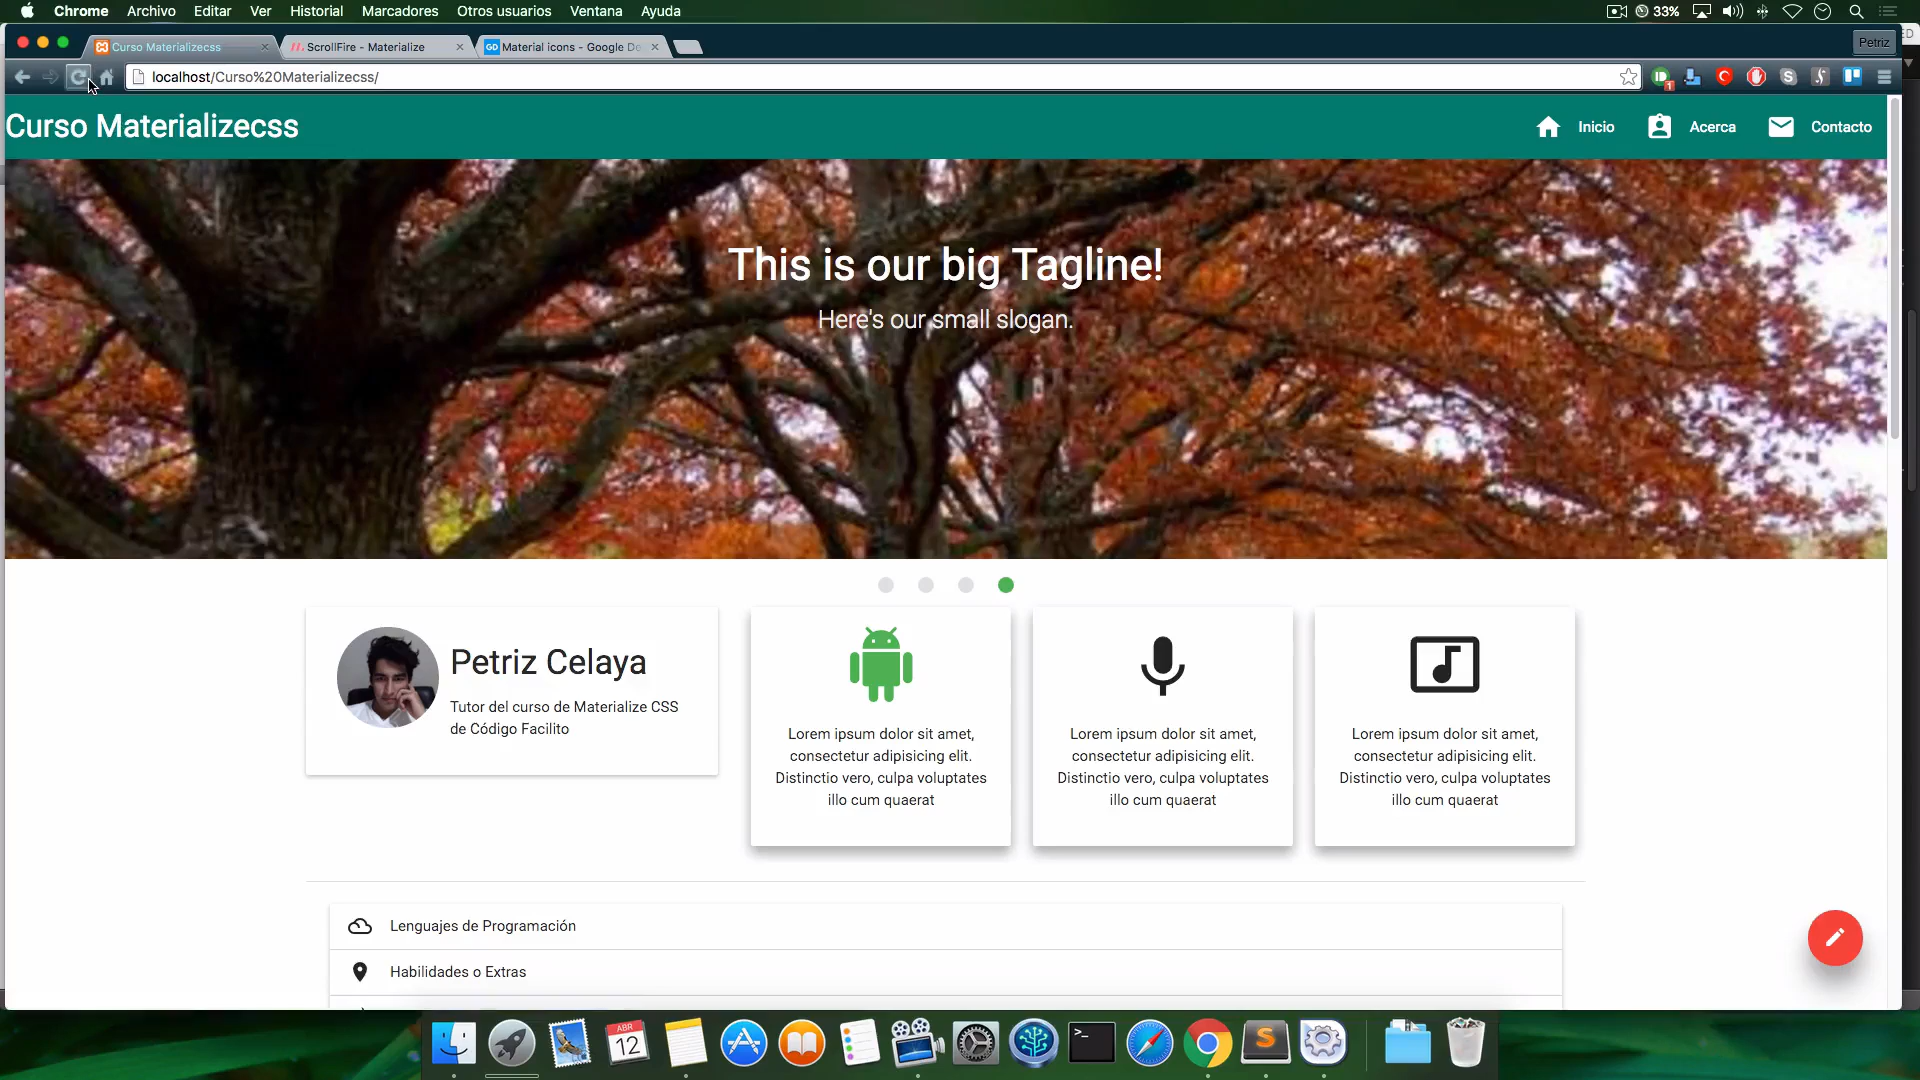 Chrome Archivo Editar Ver Historial Marcadores Otros usuarios Ventana Ayuda 33%
Curso Materializecss ScrollFire - Materialize Material icons - Google De Petriz
localhost/Curso%20Materializecss/
1
Curso Materializecss Inicio Acerca Contacto
This is our big Tagline!
Here's our small slogan.
Petriz Celaya
Tutor del curso de Materialize CSS
de Código Facilito
Lorem ipsum dolor sit amet,
consectetur adipisicing elit.
Distinctio vero, culpa voluptates
illo cum quaerat
Lorem ipsum dolor sit amet,
consectetur adipisicing elit.
Distinctio vero, culpa voluptates
illo cum quaerat
Lorem ipsum dolor sit amet,
consectetur adipisicing elit.
Distinctio vero, culpa voluptates
illo cum quaerat
Lenguajes de Programación
Habilidades o Extras
ABR
12